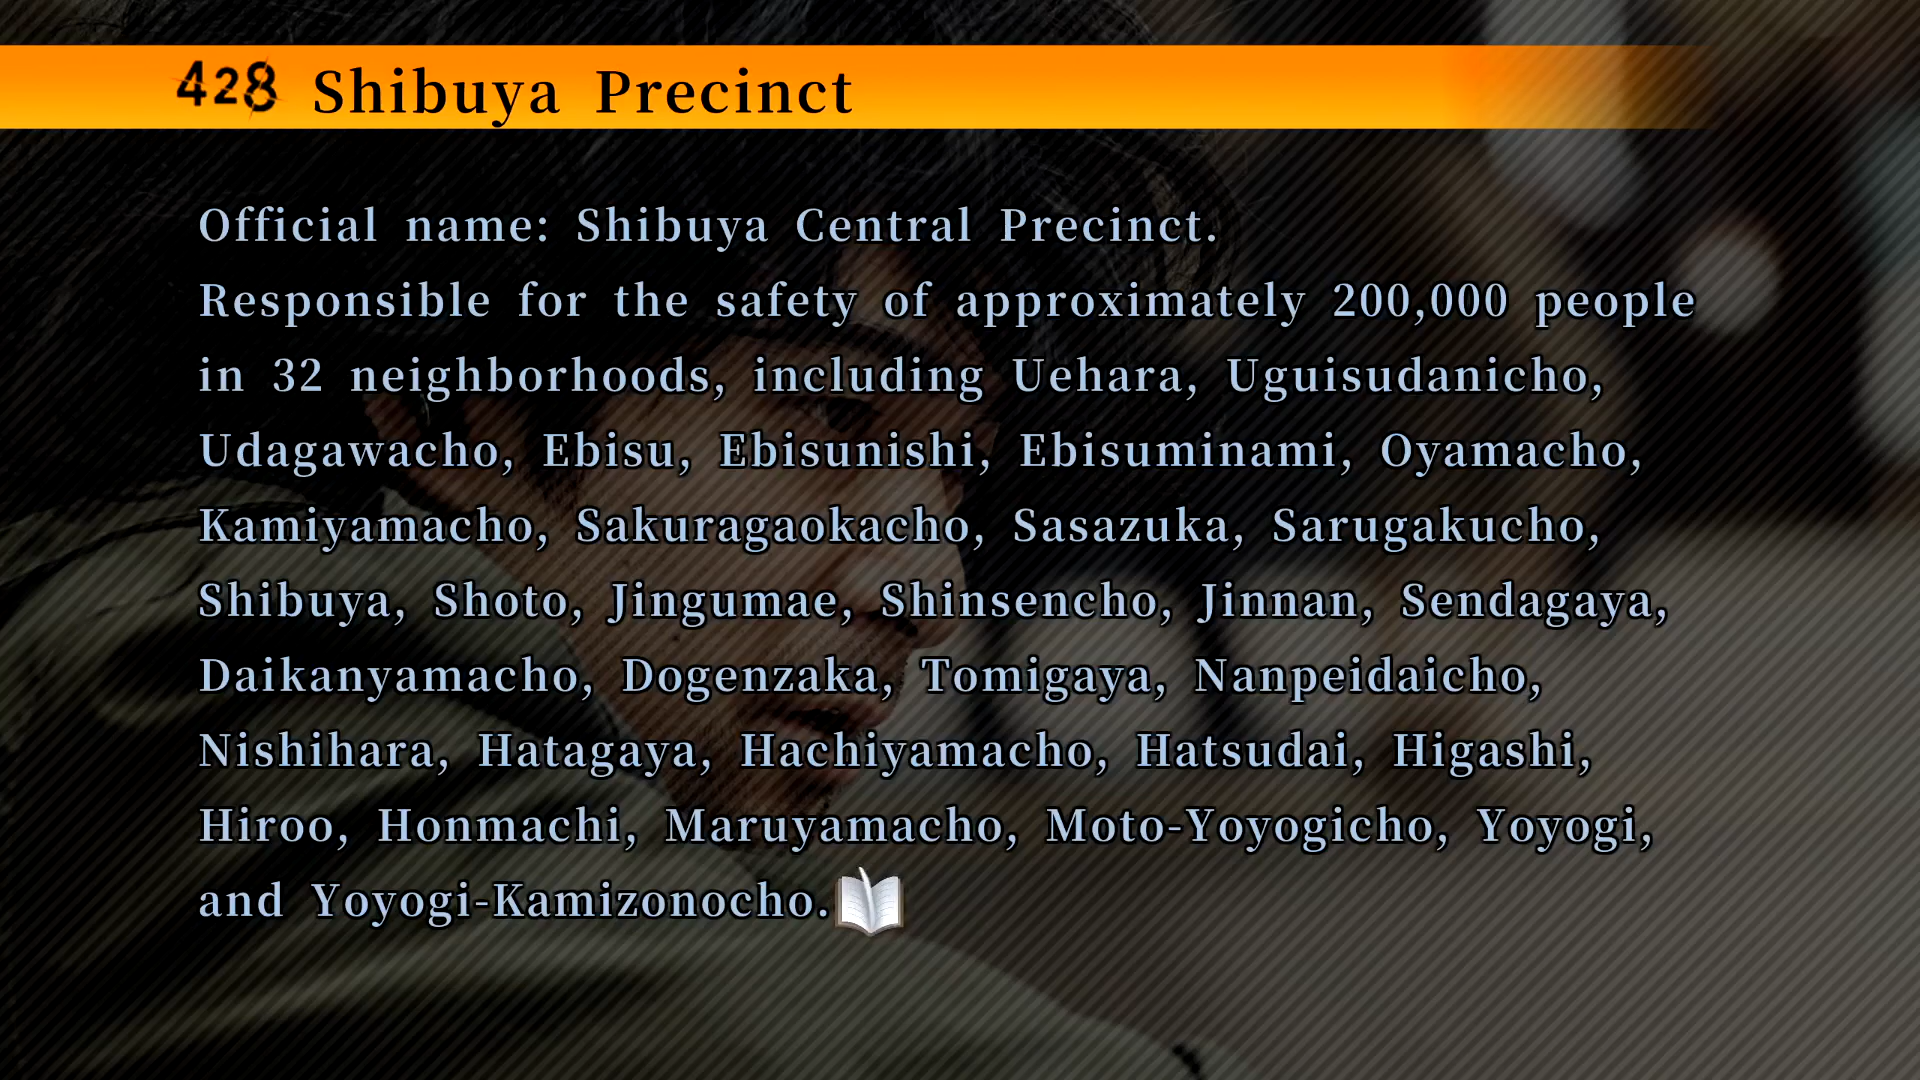 428 Shibuya Precinct
Official name: Shibuya Central Precinct.
Responsible for the safety of approximately 200,000 people
in 32 neighborhoods, including Uehara, Uguisudanicho,
Udagawacho, Ebisu, Ebisunishi, Ebisuminami, Oyamacho,
Kamiyamacho, Sakuragaokacho, Sasazuka, Sarugakucho,
Shibuya, Shoto, Jingumae, Shinsencho, Jinnan, Sendagaya,
Daikanyamacho, Dogenzaka, Tomigaya, Nanpeidaicho,
Nishihara, Hatagaya, Hachiyamacho, Hatsudai, Higashi,
Hiroo, Honmachi, Maruyamacho, Moto-Yoyogicho, Yoyogi,
and Yoyogi-Kamizonocho.